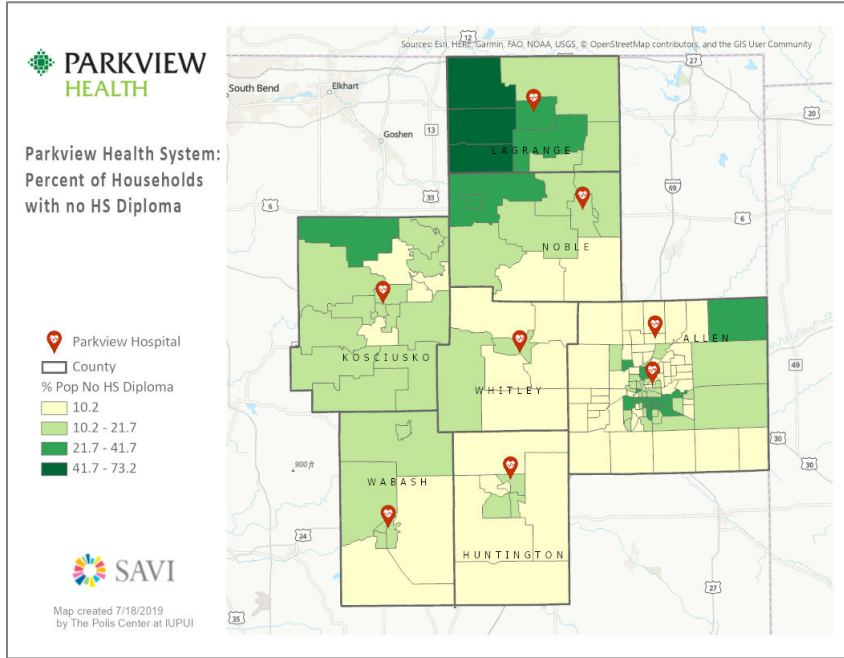 PARKVIEW
HEALTH
Parkview Health System:
Percent of Households
with no HS Diploma
Parkview Hospital
County
% Pop No HS Diploma
10.2
10.2 - 21.7
21.7 - 41.7
41.7 - 73.2
SAVI
Map created 7/18/2019
by The Polis Center at IUPUI
12
Sources: Esri, HERE, Garmin, FAO, NOAA, USGS, © OpenStreetMap contributors, and the GIS User Community
27
South Bend
Elkhart
20
13
Goshen
LAGRANGE
69
33
6
6
NOBLE
ALLEN
KOSCIUSKO
49
WHITLEY
30
30
900 ft
WABASH
24
HUNTINGTON
27
35